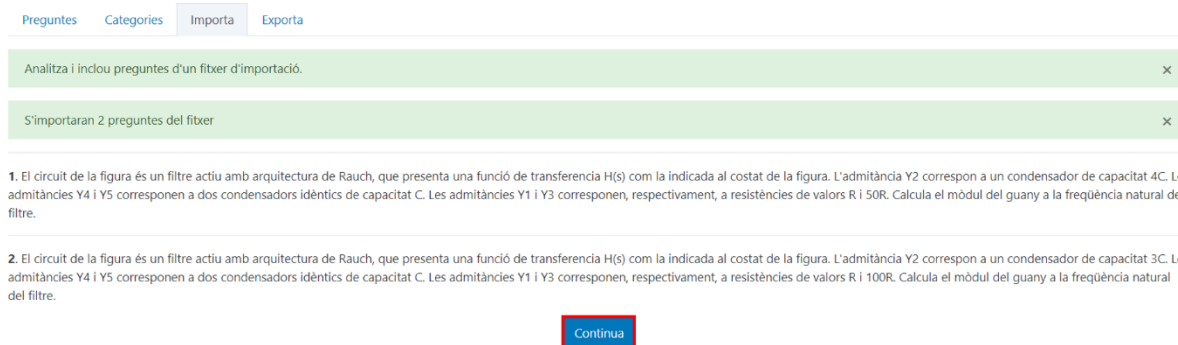 Preguntes Categories Importa Exporta
Analitza i inclou preguntes d'un fitxer d'importació. ×
S'importaran 2 preguntes del fitxer ×
1. El circuit de la figura és un filtre actiu amb arquitectura de Rauch, que presenta una funció de transferencia H(s) com la indicada al costat de la figura. L'admitància Y2 correspon a un condensador de capacitat 4C.
admitàncies Y4 i Y5 corresponen a dos condensadors idèntics de capacitat C. Les admitàncies Y1 i Y3 corresponen, respectivament, a resistències de valors R i 50R. Calcula el mòdul del guany a la freqüència natural
filtre.
2. El circuit de la figura és un filtre actiu amb arquitectura de Rauch, que presenta una funció de transferencia H(s) com la indicada al costat de la figura. L'admitància Y2 correspon a un condensador de capacitat 3C.
admitàncies Y4 i Y5 corresponen a dos condensadors idèntics de capacitat C. Les admitàncies Y1 i Y3 corresponen, respectivament, a resistències de valors R i 100R. Calcula el mòdul del guany a la freqüència natural
del filtre.
Continua